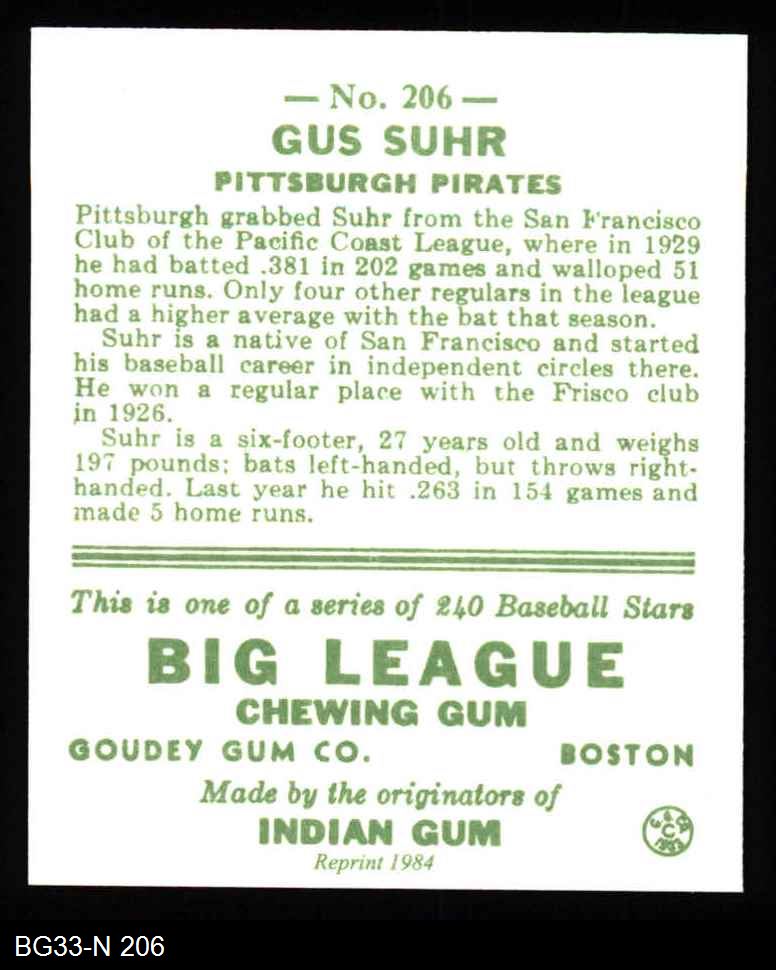 — No. 206 —
GUS SUHR
PITTSBURGH PIRATES
Pittsburgh grabbed Suhr from the San Francisco
Club of the Pacific Coast League, where in 1929
he had batted .381 in 202 games and walloped 51
home runs. Only four other regulars in the league
had a higher average with the bat that season.
Suhr is a native of San Francisco and started
his baseball career in independent circles there.
He won a regular place with the Frisco club
in 1926.
Suhr is a six-footer, 27 years old and weighs
197 pounds; bats left-handed, but throws right-
handed. Last year he hit .263 in 154 games and
made 5 home runs.
This is one of a series of 240 Baseball Stars
BIG LEAGUE
CHEWING GUM
GOUDEY GUM CO. BOSTON
Made by the originators of
INDIAN GUM
Reprint 1984
G & CR
C
1983
BG33-N 206